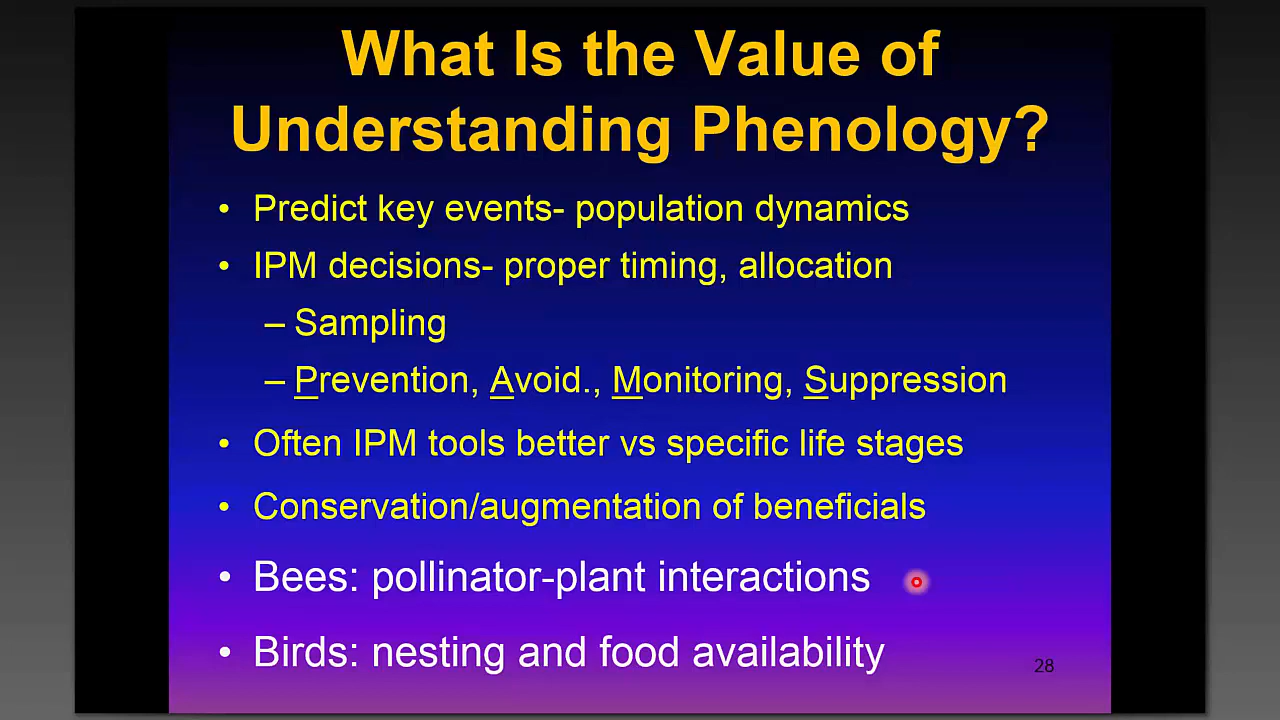 What Is the Value of
Understanding Phenology?
• Predict key events- population dynamics
• IPM decisions- proper timing, allocation
– Sampling
– Prevention, Avoid., Monitoring, Suppression
• Often IPM tools better vs specific life stages
• Conservation/augmentation of beneficials
• Bees: pollinator-plant interactions
• Birds: nesting and food availability
28